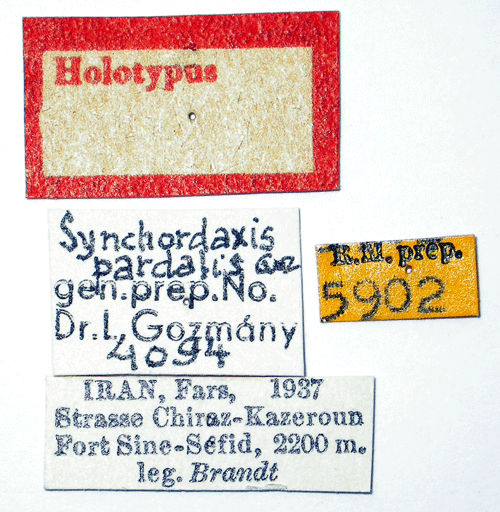 Holotypus
Synchordaxis
pardalis Gn
gen.prep.No.
Dr. L. Gozmány
4094
R.M. prep.
5902
IRAN, Fars, 1937
Strasse Chiraz-Kazeroun
Fort Sine-Séfid, 2200 m.
leg. Brandt